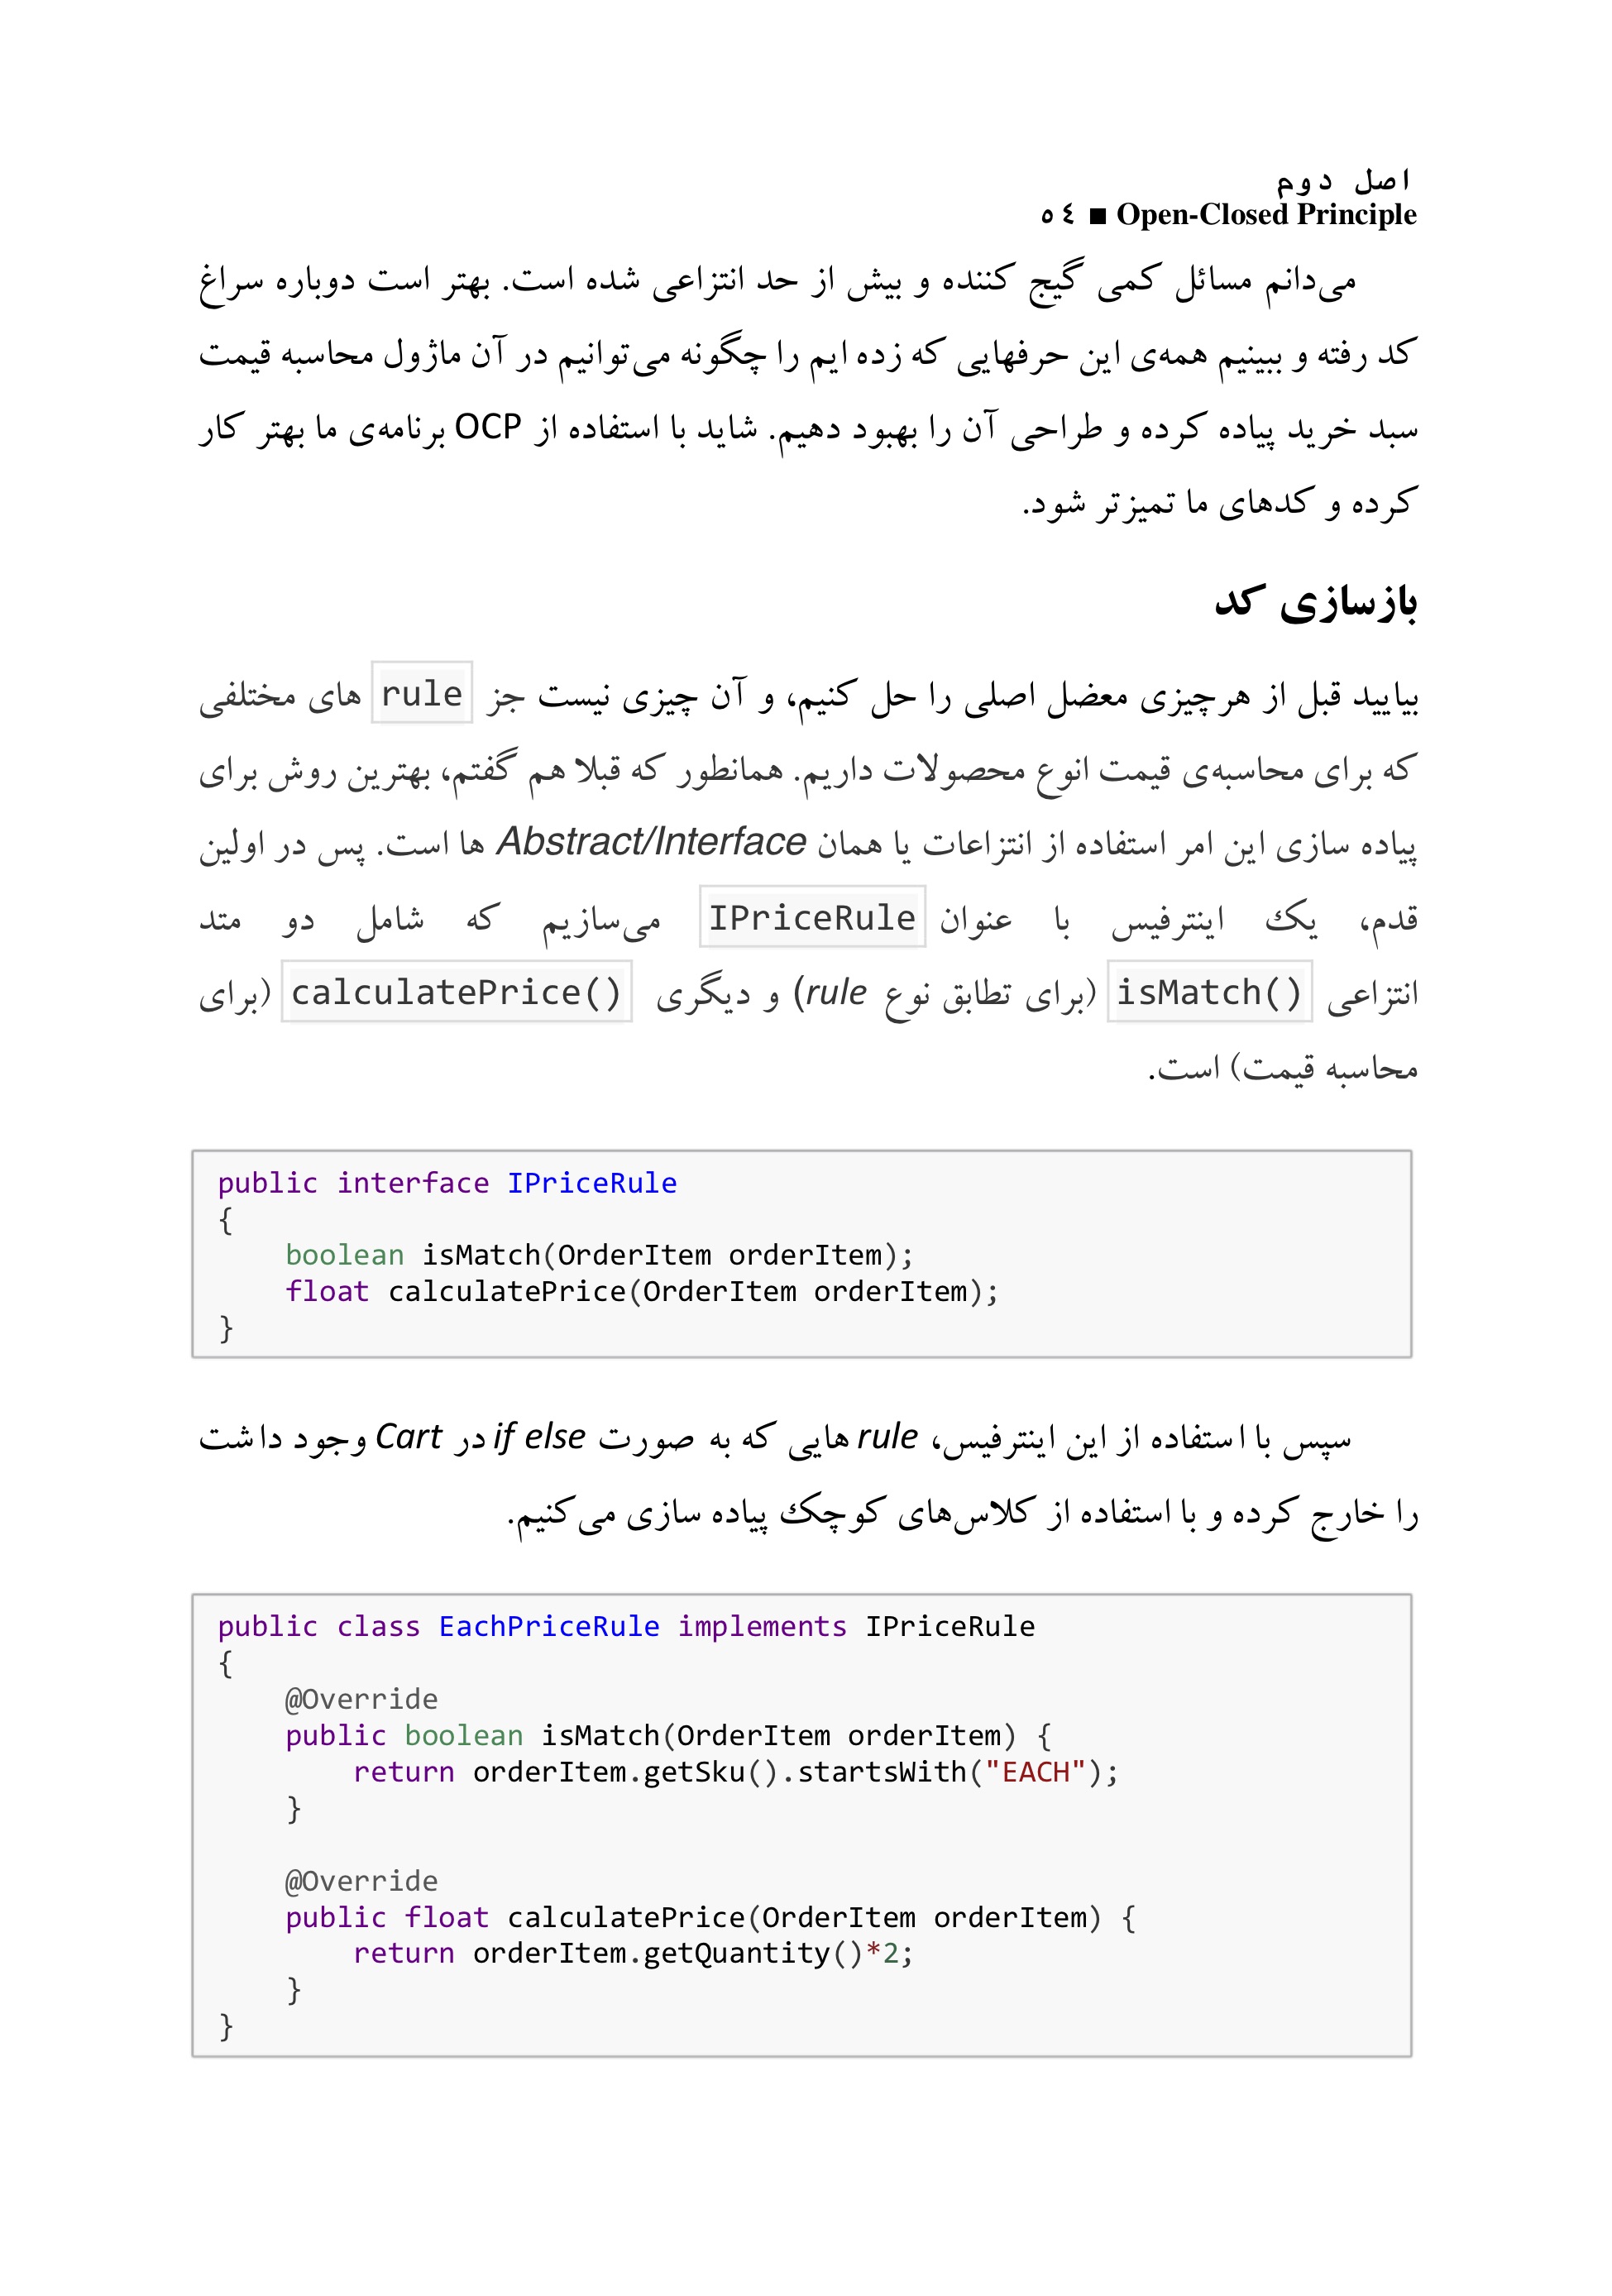 اصل دوم
Open-Closed Principle ■ ٥٤
می‌دانم مسائل کمی گیج کننده و بیش از حد انتزاعی شده است. بهتر است دوباره سراغ
کد رفته و ببینیم همه‌ی این حرفهایی که زده ایم را چگونه می‌توانیم در آن ماژول محاسبه قیمت
سبد خرید پیاده کرده و طراحی آن را بهبود دهیم. شاید با استفاده از OCP برنامه‌ی ما بهتر کار
کرده و کدهای ما تمیزتر شود.
بازسازی کد
بیایید قبل از هرچیزی معضل اصلی را حل کنیم، و آن چیزی نیست جز rule های مختلفی
که برای محاسبه‌ی قیمت انوع محصولات داریم. همانطور که قبلا هم گفتم، بهترین روش برای
پیاده سازی این امر استفاده از انتزاعات یا همان Abstract/Interface ها است. پس در اولین
قدم، یک اینترفیس با عنوان IPriceRule می‌سازیم که شامل دو متد
انتزاعی isMatch() (برای تطابق نوع rule) و دیگری calculatePrice() (برای
محاسبه قیمت) است.
public interface IPriceRule
{
    boolean isMatch(OrderItem orderItem);
    float calculatePrice(OrderItem orderItem);
}
سپس با استفاده از این اینترفیس، rule هایی که به صورت if else در Cart وجود داشت
را خارج کرده و با استفاده از کلاس‌های کوچک پیاده سازی می‌کنیم.
public class EachPriceRule implements IPriceRule
{
    @Override
    public boolean isMatch(OrderItem orderItem) {
        return orderItem.getSku().startsWith("EACH");
    }
    @Override
    public float calculatePrice(OrderItem orderItem) {
        return orderItem.getQuantity()*2;
    }
}